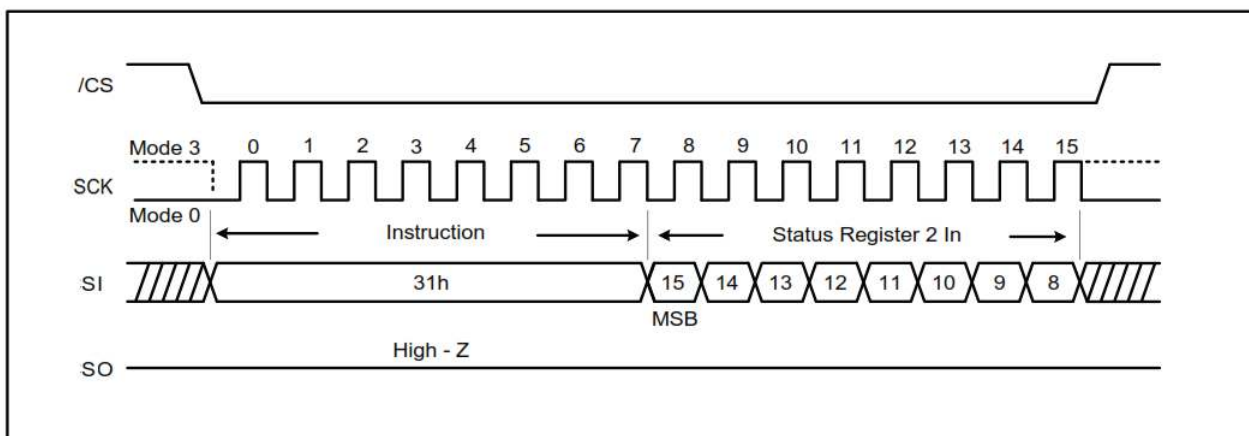 /CS
Mode 3 0 1 2 3 4 5 6 7 8 9 10 11 12 13 14 15
SCK
Mode 0
Instruction Status Register 2 In
SI 31h 15 14 13 12 11 10 9 8
MSB
High - Z
SO